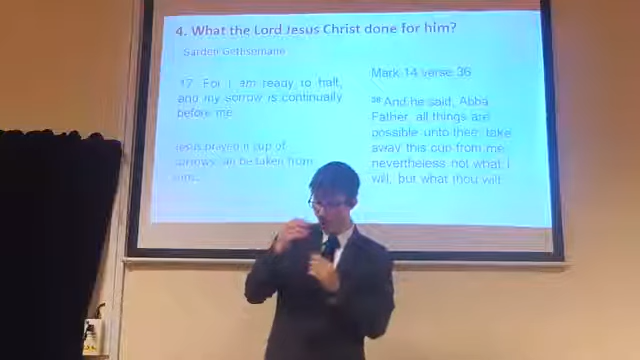 4. What the Lord Jesus Christ done for him?
Garden Gethsemane
17 For I am ready to halt,
and my sorrow is continually
before me
Jesus prayed if cup of
sorrows be taken from
Mark 14 verse 36
36 And he said, Abba
Father, all things are
possible unto thee; take
away this cup from me
nevertheless not what I
will, but what thou wilt